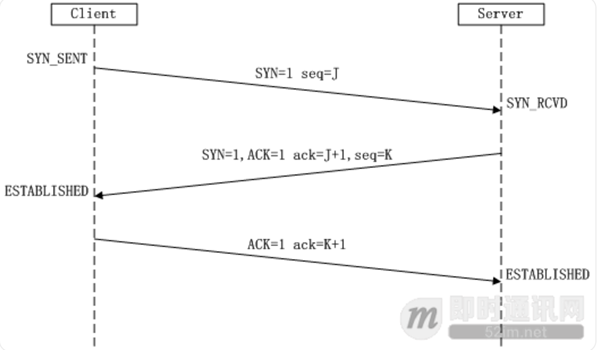 Client
Server
SYN_SENT
SYN=1 seq=J
SYN_RCVD
SYN=1,ACK=1 ack=J+1,seq=K
ESTABLISHED
ACK=1 ack=K+1
ESTABLISHED
m
即时通讯网
52im.net